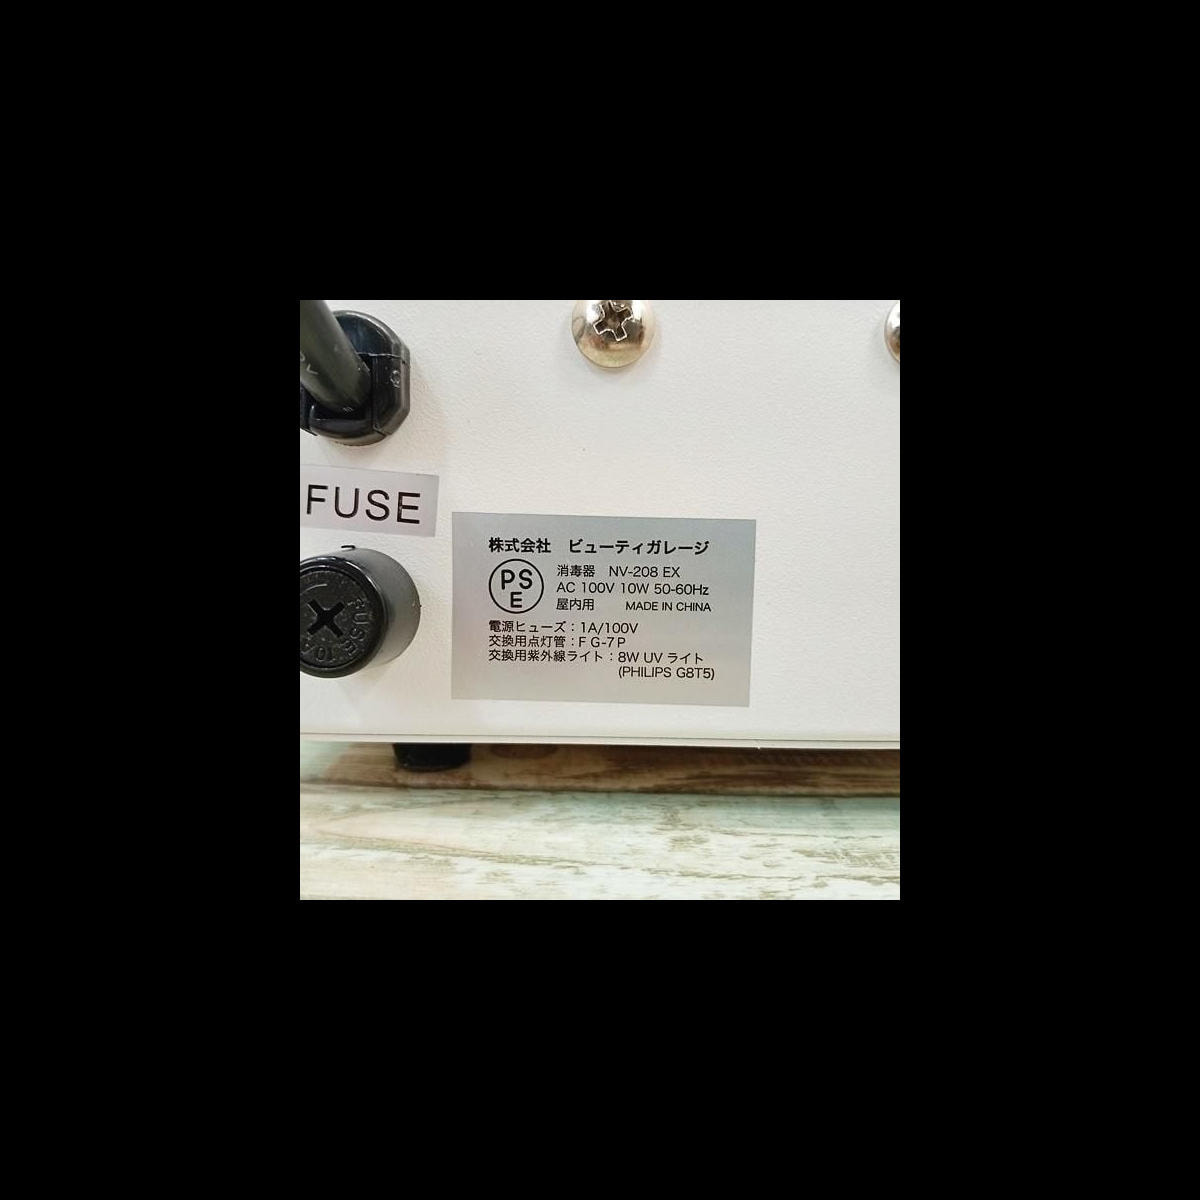 FUSE
株式会社 ビューティガレージ
PSE
消毒器 NV-208 EX
AC 100V 10W 50-60Hz
屋内用 MADE IN CHINA
電源ヒューズ：1A/100V
交換用点灯管：FG-7P
交換用紫外線ライト：8W UV ライト
(PHILIPS G8T5)